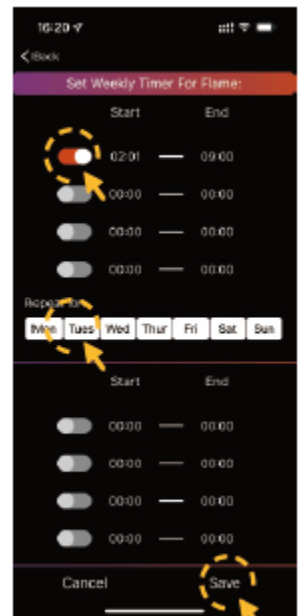 16:20
Back
Set Weekly Timer For Flame:
Start End
02:01 — 09:00
00:00 — 00:00
00:00 — 00:00
00:00 — 00:00
Repeat for
Mon Tues Wed Thur Fri Sat Sun
Start End
00:00 — 00:00
00:00 — 00:00
00:00 — 00:00
00:00 — 00:00
Cancel Save